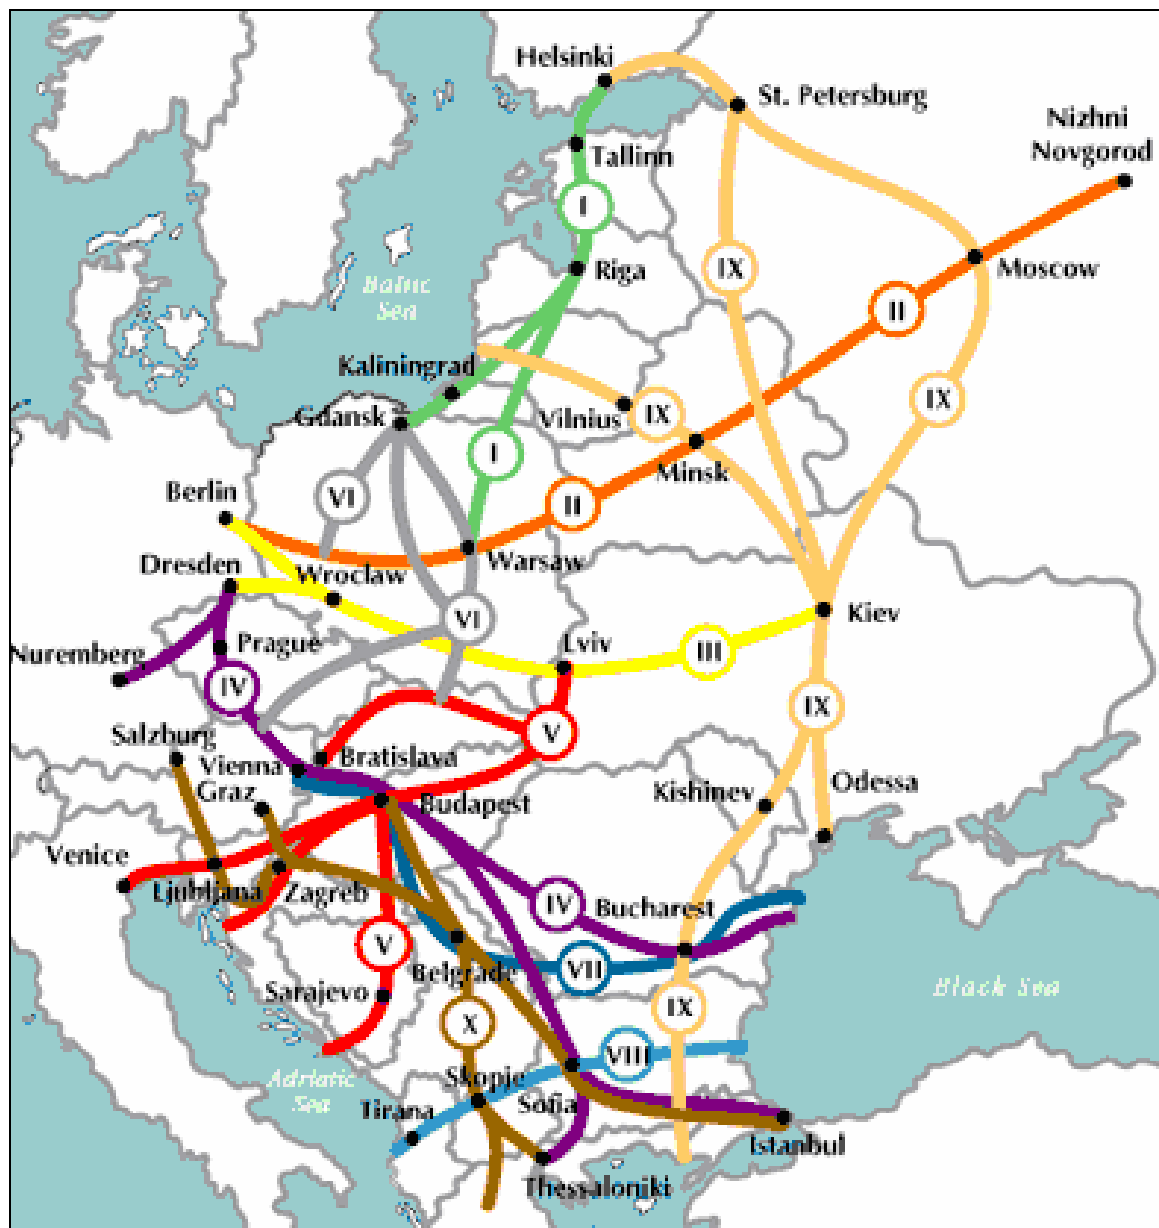 Helsinki
St. Petersburg
Nizhni
Novgorod
Tallinn
I
Riga
IX
Moscow
Baltic
Sea
II
Kaliningrad
IX
Gdansk
Vilnius
IX
I
Minsk
VI
Berlin
II
Dresden
Wroclaw
Warsaw
Kiev
VI
Nuremberg
Prague
Lviv
III
IV
IX
Salzburg
V
Vienna
Bratislava
Graz
Budapest
Kishinev
Odessa
Venice
Ljubljana
Zagreb
IV
Bucharest
V
Belgrade
VII
Sarajevo
Black Sea
X
IX
VIII
Adriatic
Sea
Skopje
Tirana
Sofia
Istanbul
Thessaloniki